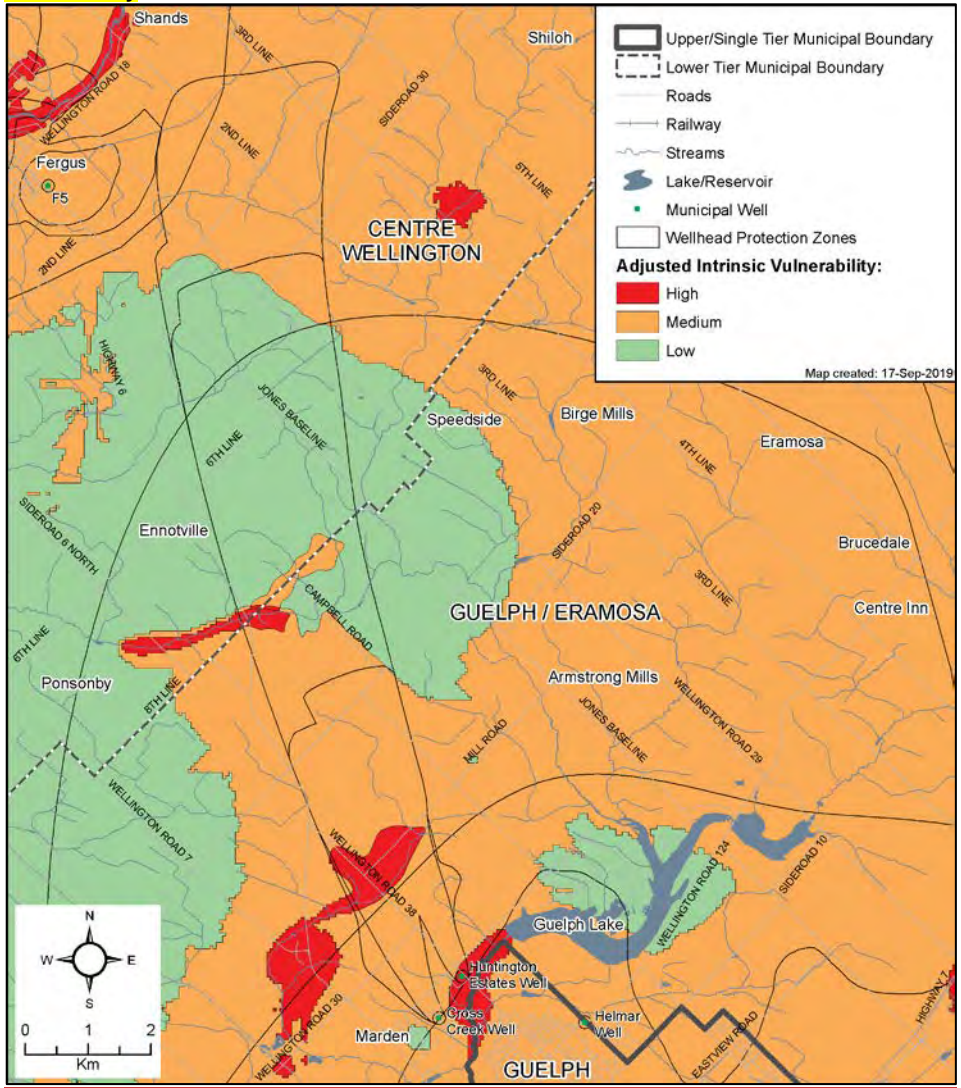 Shands
Shiloh
3RD LINE
SIDEROAD 30
WELLINGTON ROAD 18
2ND LINE
5TH LINE
Fergus
F5
2ND LINE
CENTRE
WELLINGTON
Upper/Single Tier Municipal Boundary
Lower Tier Municipal Boundary
Roads
Railway
Streams
Lake/Reservoir
Municipal Well
Wellhead Protection Zones
Adjusted Intrinsic Vulnerability:
High
Medium
Low
Map created: 17-Sep-2019
HIGHWAY 6
JONES BASELINE
6TH LINE
3RD LINE
Speedside
Birge Mills
4TH LINE
Eramosa
SIDEROAD 6 NORTH
Ennotville
SIDEROAD 20
Brucedale
3RD LINE
Centre Inn
CAMPBELL ROAD
GUELPH / ERAMOSA
6TH LINE
Ponsonby
8TH LINE
Armstrong Mills
JONES BASELINE
WELLINGTON ROAD 29
MILL ROAD
WELLINGTON ROAD 7
WELLINGTON ROAD 38
WELLINGTON ROAD 124
SIDEROAD 10
Guelph Lake
Huntington
Estates Well
Cross
Creek Well
Helmar
Well
Marden
WELLINGTON ROAD 30
GUELPH
EASTVIEW ROAD
HIGHWAY 7
N
W
E
S
0 1 2
Km